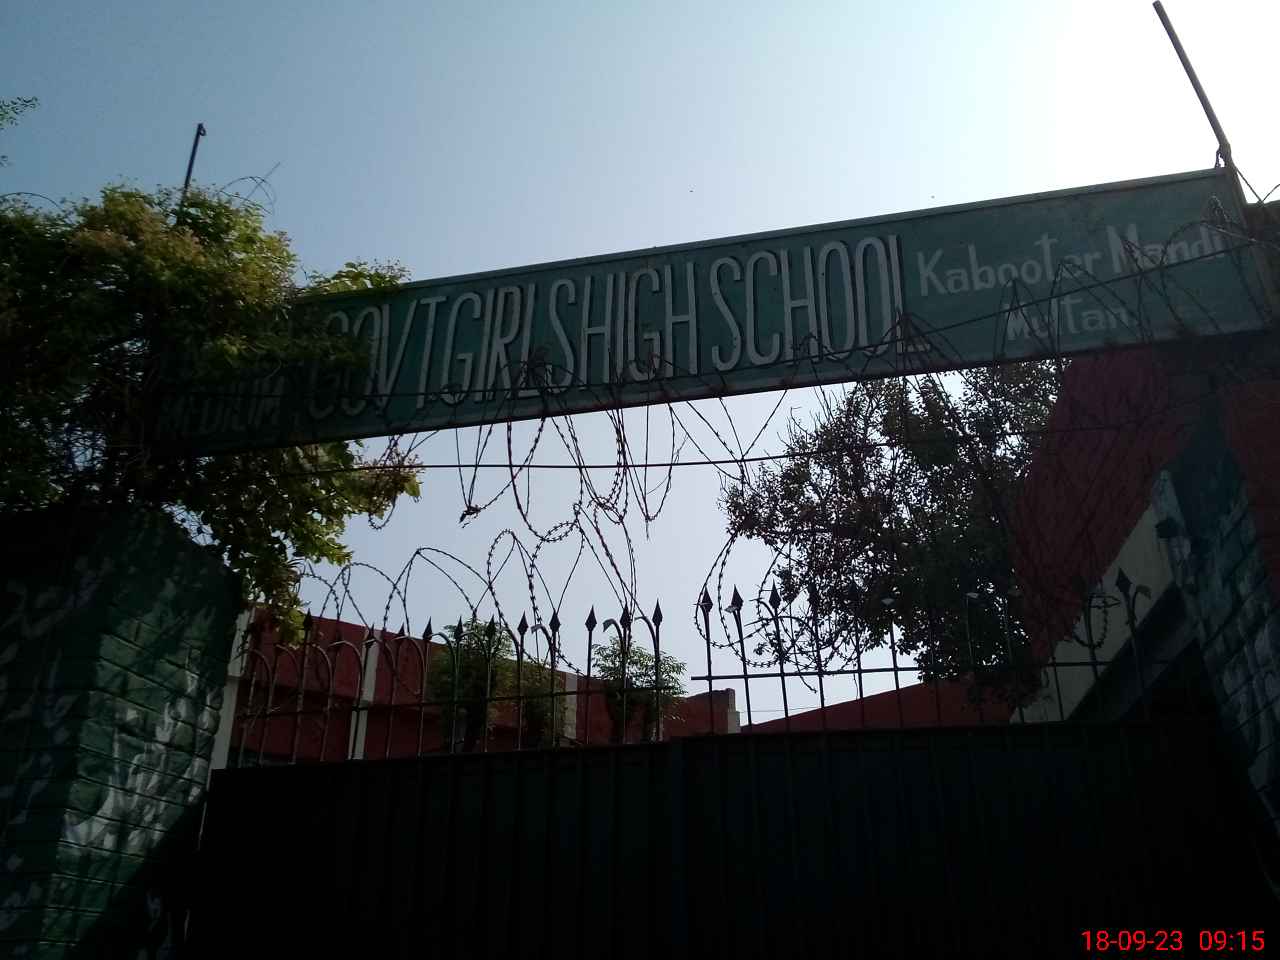 MEDIUM
GOVT GIRLS HIGH SCHOOL
Kabooter Mandi
Multan
18-09-23 09:15